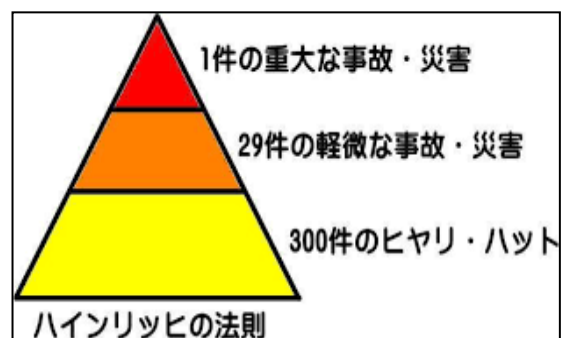 1件の重大な事故・災害
29件の軽微な事故・災害
300件のヒヤリ・ハット
ハインリッヒの法則